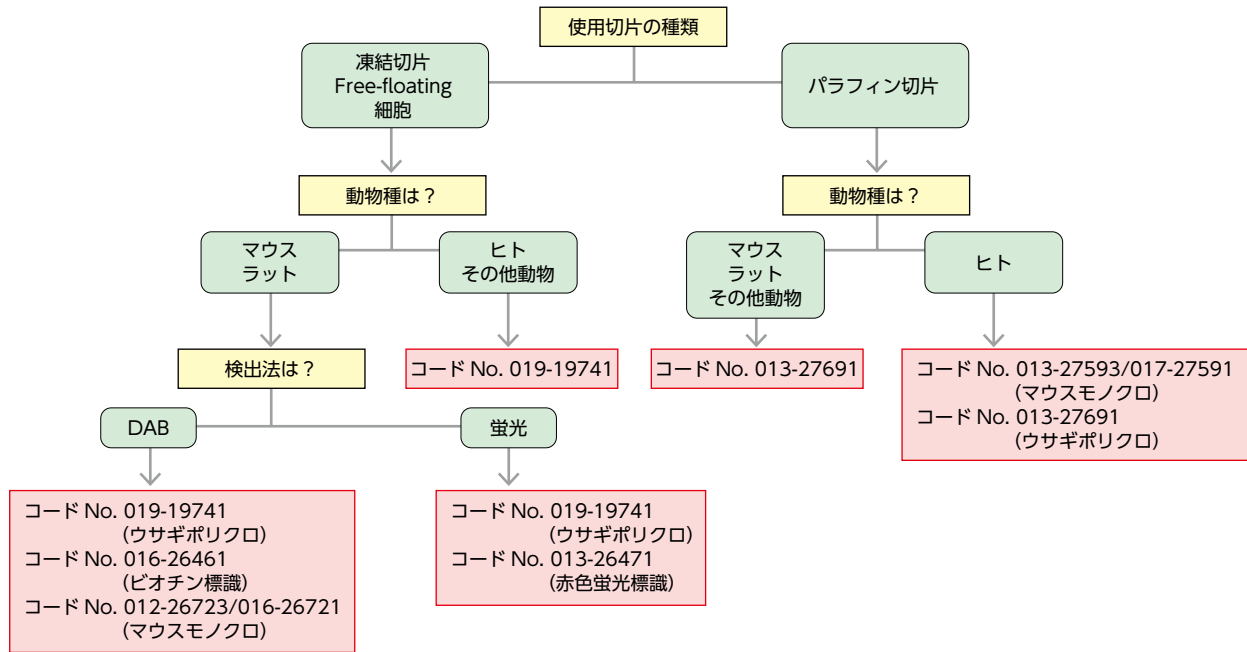 使用切片の種類
凍結切片
Free-floating
細胞
パラフィン切片
動物種は？
動物種は？
マウス
ラット
ヒト
その他動物
マウス
ラット
その他動物
ヒト
検出法は？
コード No. 019-19741
コード No. 013-27691
コード No. 013-27593/017-27591
（マウスモノクロ）
コード No. 013-27691
（ウサギポリクロ）
DAB
蛍光
コード No. 019-19741
（ウサギポリクロ）
コード No. 016-26461
（ビオチン標識）
コード No. 012-26723/016-26721
（マウスモノクロ）
コード No. 019-19741
（ウサギポリクロ）
コード No. 013-26471
（赤色蛍光標識）